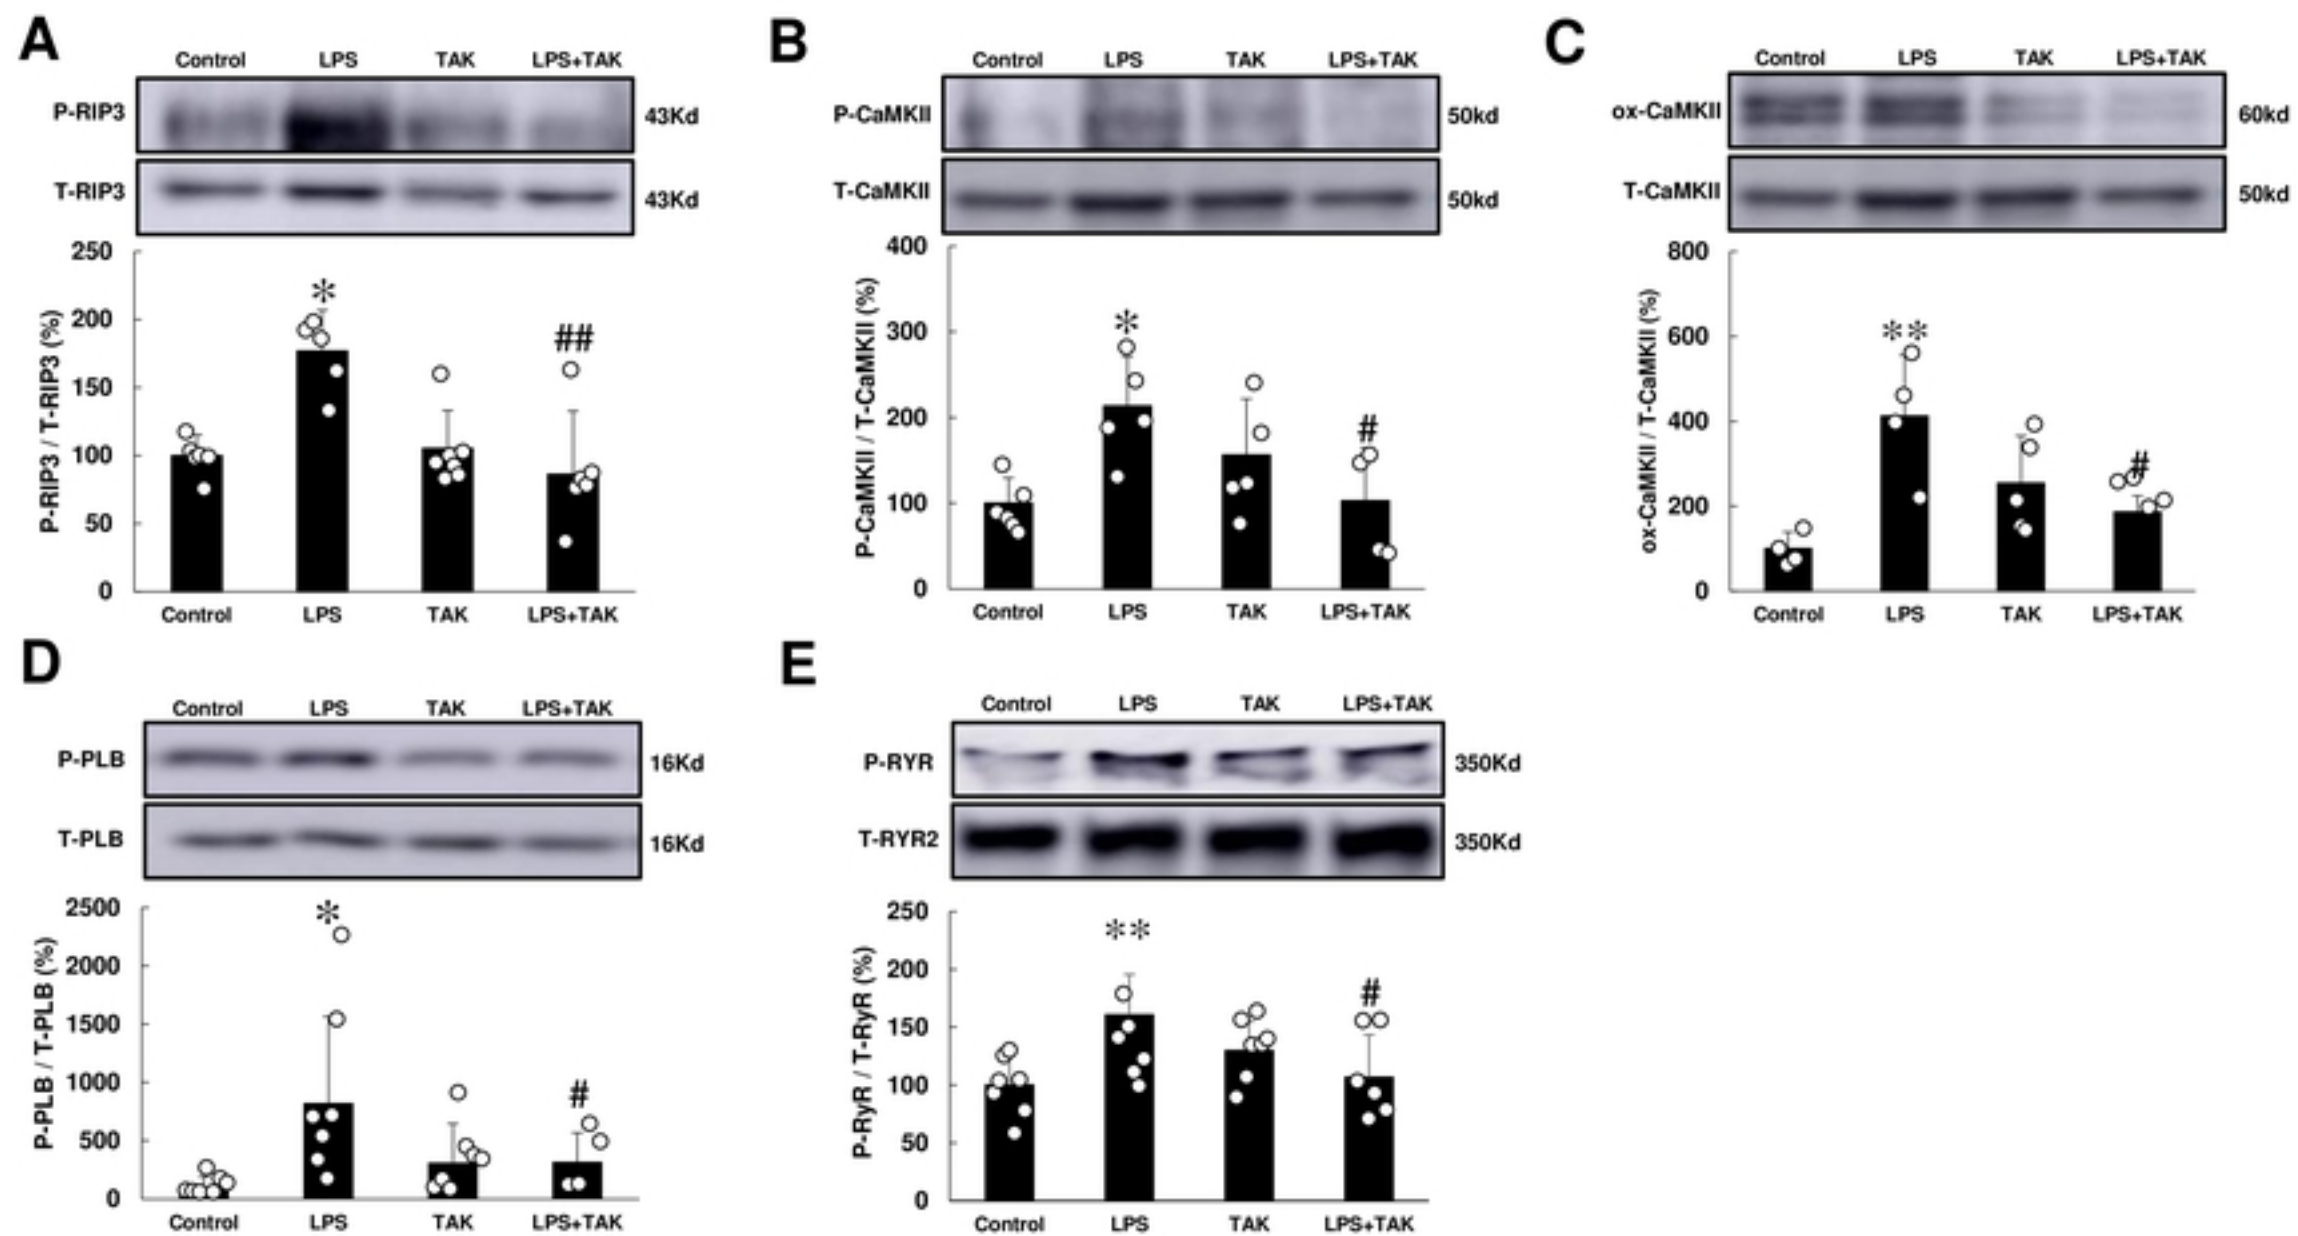 A
Control LPS TAK LPS+TAK
P-RIP3 43Kd
T-RIP3 43Kd
250
200
150
100
50
0
P-RIP3 / T-RIP3 (%)
*
##
Control LPS TAK LPS+TAK
B
Control LPS TAK LPS+TAK
P-CaMKII 50kd
T-CaMKII 50kd
400
300
200
100
0
P-CaMKII / T-CaMKII (%)
*
#
Control LPS TAK LPS+TAK
C
Control LPS TAK LPS+TAK
ox-CaMKII 60kd
T-CaMKII 50kd
800
600
400
200
0
ox-CaMKII / T-CaMKII (%)
**
#
Control LPS TAK LPS+TAK
D
Control LPS TAK LPS+TAK
P-PLB 16Kd
T-PLB 16Kd
2500
2000
1500
1000
500
0
P-PLB / T-PLB (%)
*
#
Control LPS TAK LPS+TAK
E
Control LPS TAK LPS+TAK
P-RYR 350Kd
T-RYR2 350Kd
250
200
150
100
50
0
P-RyR / T-RyR (%)
**
#
Control LPS TAK LPS+TAK